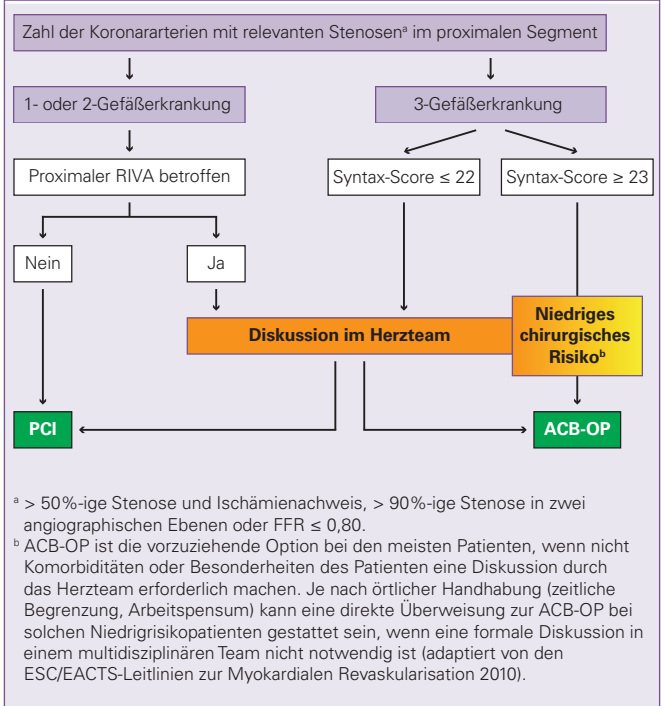 Zahl der Koronararterien mit relevanten Stenosenᵃ im proximalen Segment
1- oder 2-Gefäßerkrankung
3-Gefäßerkrankung
Proximaler RIVA betroffen
Syntax-Score ≤ 22
Syntax-Score ≥ 23
Nein
Ja
Diskussion im Herzteam
Niedriges
chirurgisches
Risikoᵇ
PCI
ACB-OP
ᵃ > 50%-ige Stenose und Ischämienachweis, > 90%-ige Stenose in zwei
angiographischen Ebenen oder FFR ≤ 0,80.
ᵇ ACB-OP ist die vorzuziehende Option bei den meisten Patienten, wenn nicht
Komorbiditäten oder Besonderheiten des Patienten eine Diskussion durch
das Herzteam erforderlich machen. Je nach örtlicher Handhabung (zeitliche
Begrenzung, Arbeitspensum) kann eine direkte Überweisung zur ACB-OP bei
solchen Niedrigrisikopatienten gestattet sein, wenn eine formale Diskussion in
einem multidisziplinären Team nicht notwendig ist (adaptiert von den
ESC/EACTS-Leitlinien zur Myokardialen Revaskularisation 2010).